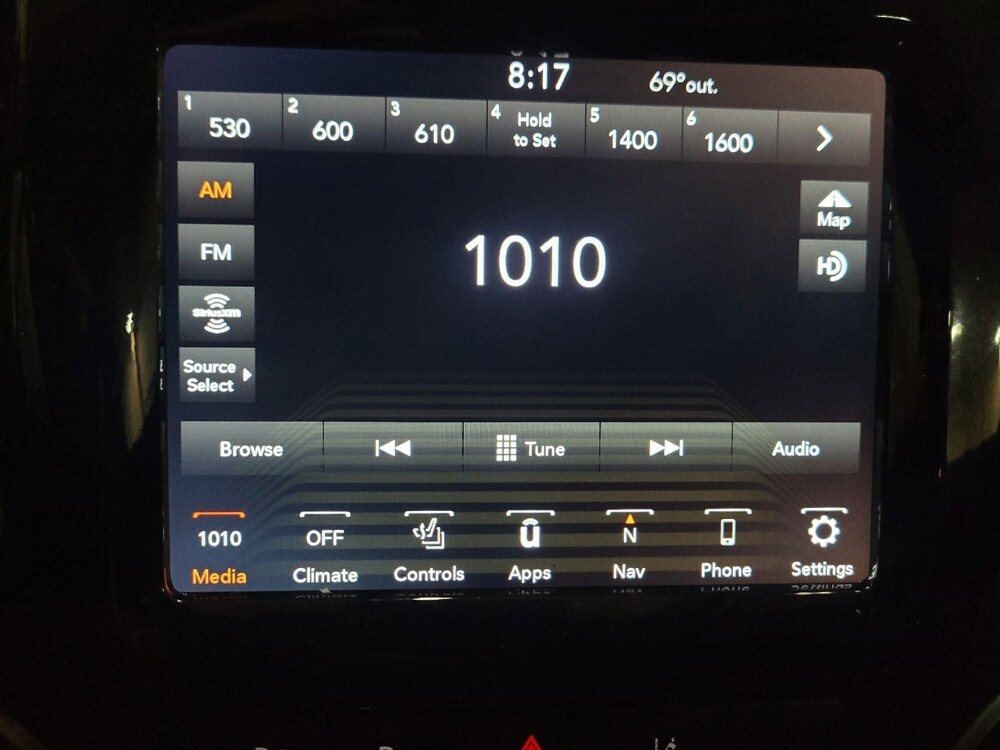 8:17
69°out.
1 530
2 600
3 610
4 Hold
to Set
5 1400
6 1600
AM
FM
SiriusXM
Source
Select
1010
Map
HD
Browse
Tune
Audio
1010
Media
OFF
Climate
Controls
u
Apps
N
Nav
Phone
Settings